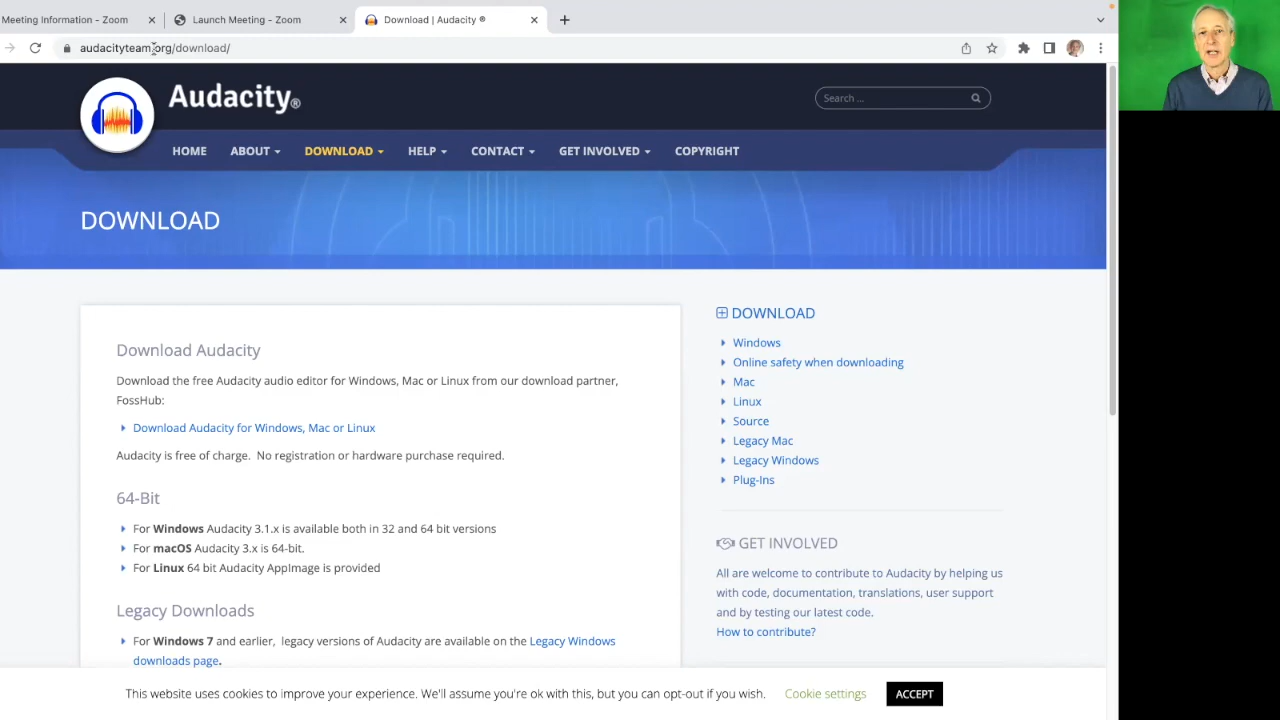 Meeting Information - Zoom
Launch Meeting - Zoom
Download | Audacity ®
audacityteam.org/download/
Audacity®
Search ...
HOME ABOUT DOWNLOAD HELP CONTACT GET INVOLVED COPYRIGHT
DOWNLOAD
Download Audacity
Download the free Audacity audio editor for Windows, Mac or Linux from our download partner,
FossHub:
Download Audacity for Windows, Mac or Linux
Audacity is free of charge. No registration or hardware purchase required.
64-Bit
For Windows Audacity 3.1.x is available both in 32 and 64 bit versions
For macOS Audacity 3.x is 64-bit.
For Linux 64 bit Audacity AppImage is provided
Legacy Downloads
For Windows 7 and earlier, legacy versions of Audacity are available on the Legacy Windows
downloads page.
DOWNLOAD
Windows
Online safety when downloading
Mac
Linux
Source
Legacy Mac
Legacy Windows
Plug-Ins
GET INVOLVED
All are welcome to contribute to Audacity by helping us
with code, documentation, translations, user support
and by testing our latest code.
How to contribute?
This website uses cookies to improve your experience. We'll assume you're ok with this, but you can opt-out if you wish.
Cookie settings
ACCEPT